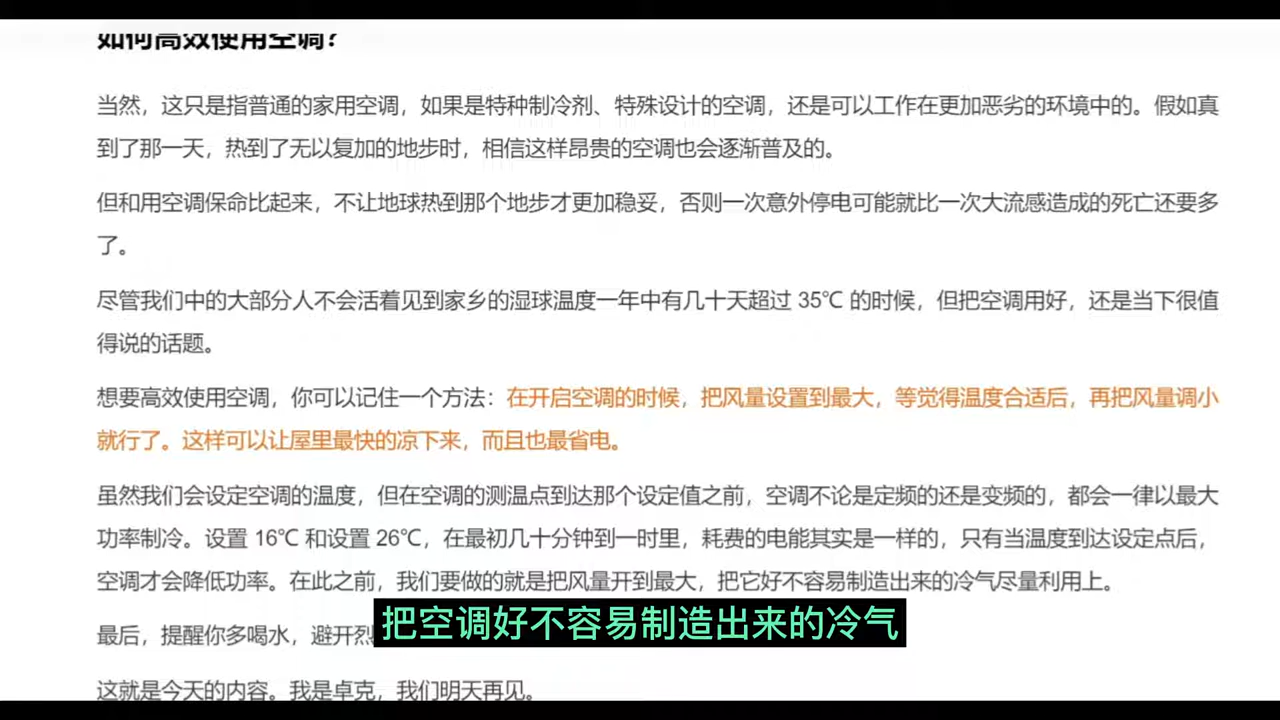 如何高效使用空调？
当然，这只是指普通的家用空调，如果是特种制冷剂、特殊设计的空调，还是可以工作在更加恶劣的环境中的。假如真
到了那一天，热到了无以复加的地步时，相信这样昂贵的空调也会逐渐普及的。
但和用空调保命比起来，不让地球热到那个地步才更加稳妥，否则一次意外停电可能就比一次大流感造成的死亡还要多
了。
尽管我们中的大部分人不会活着见到家乡的湿球温度一年中有几十天超过 35℃ 的时候，但把空调用好，还是当下很值
得说的话题。
想要高效使用空调，你可以记住一个方法：在开启空调的时候，把风量设置到最大，等觉得温度合适后，再把风量调小
就行了。这样可以让屋里最快的凉下来，而且也最省电。
虽然我们会设定空调的温度，但在空调的测温点到达那个设定值之前，空调不论是定频的还是变频的，都会一律以最大
功率制冷。设置 16℃ 和设置 26℃，在最初几十分钟到一时里，耗费的电能其实是一样的，只有当温度到达设定点后，
空调才会降低功率。在此之前，我们要做的就是把风量开到最大，把它好不容易制造出来的冷气尽量利用上。
最后，提醒你多喝水，避开烈
把空调好不容易制造出来的冷气
这就是今天的内容。我是卓克，我们明天再见。